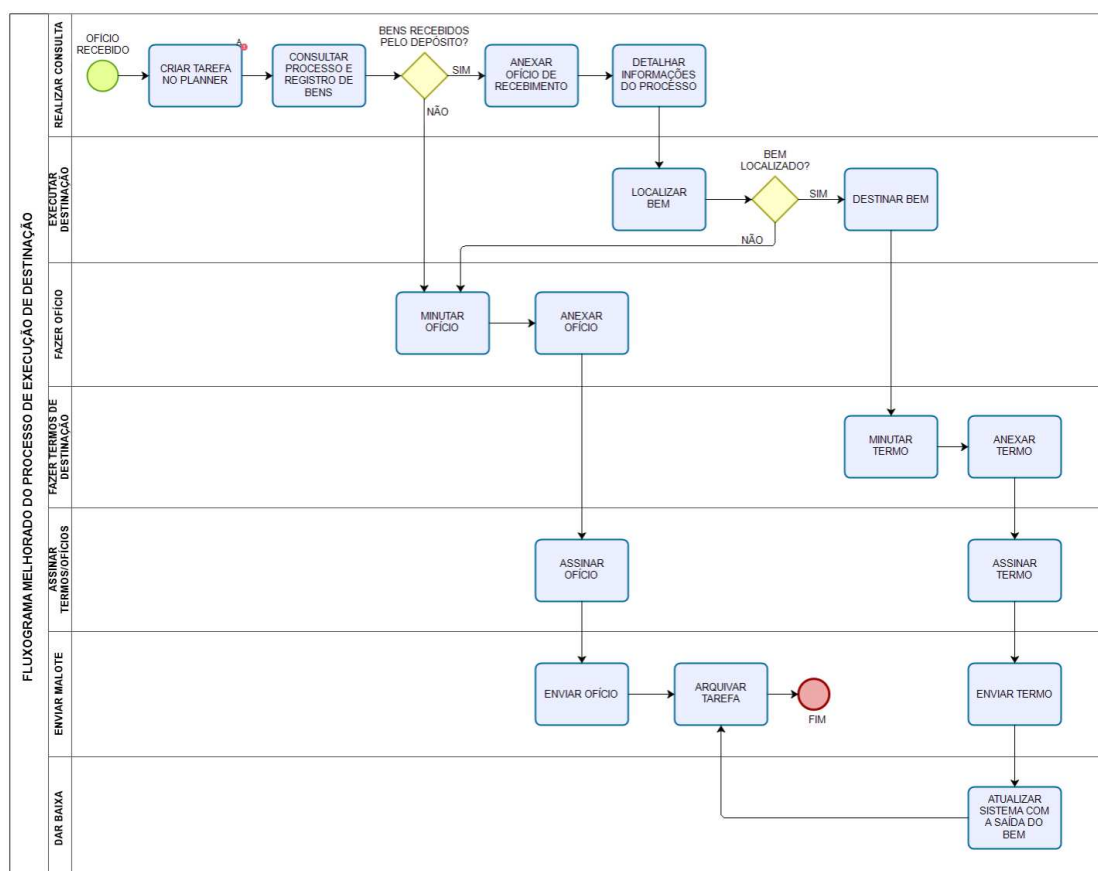 FLUXOGRAMA MELHORADO DO PROCESSO DE EXECUÇÃO DE DESTINAÇÃO
REALIZAR CONSULTA
OFÍCIO
RECEBIDO
CRIAR TAREFA
NO PLANNER
A
CONSULTAR
PROCESSO E
REGISTRO DE
BENS
BENS RECEBIDOS
PELO DEPÓSITO?
SIM
NÃO
ANEXAR
OFÍCIO DE
RECEBIMENTO
DETALHAR
INFORMAÇÕES
DO PROCESSO
EXECUTAR
DESTINAÇÃO
LOCALIZAR
BEM
BEM
LOCALIZADO?
SIM
NÃO
DESTINAR BEM
FAZER OFÍCIO
MINUTAR
OFÍCIO
ANEXAR
OFÍCIO
FAZER TERMOS DE
DESTINAÇÃO
MINUTAR
TERMO
ANEXAR
TERMO
ASSINAR
TERMOS/OFÍCIOS
ASSINAR
OFÍCIO
ASSINAR
TERMO
ENVIAR MALOTE
ENVIAR OFÍCIO
ARQUIVAR
TAREFA
FIM
ENVIAR TERMO
DAR BAIXA
ATUALIZAR
SISTEMA COM
A SAÍDA DO
BEM